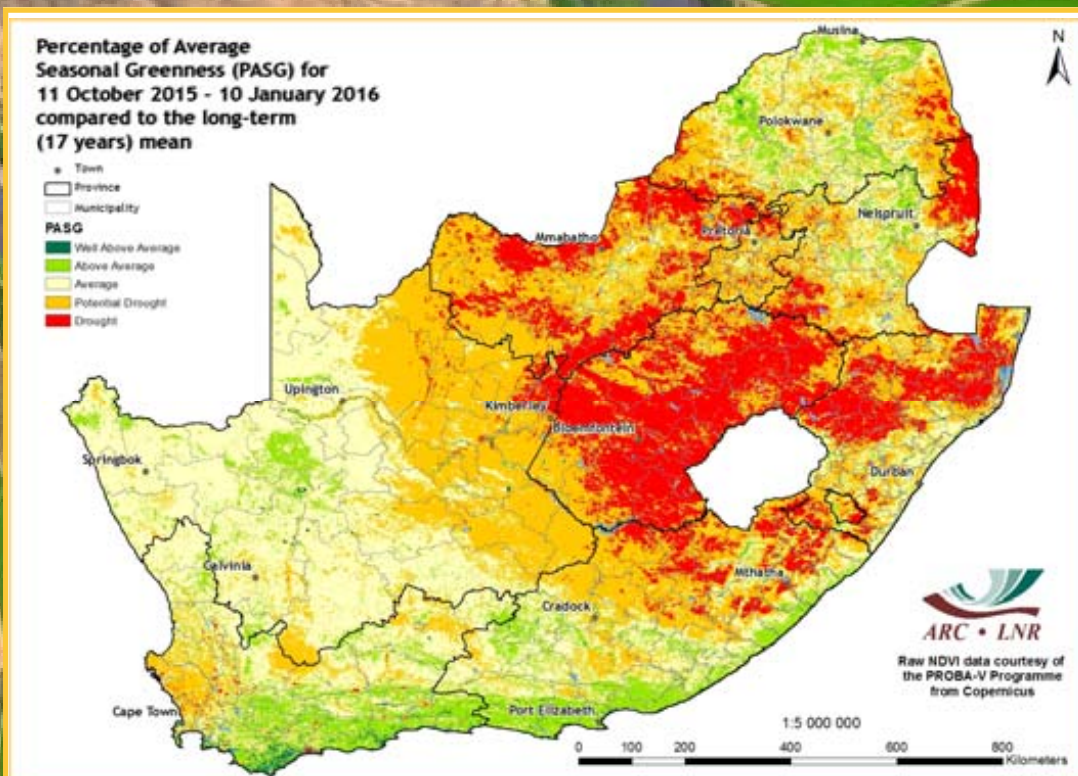 Percentage of Average
Seasonal Greenness (PASG) for
11 October 2015 - 10 January 2016
compared to the long-term
(17 years) mean
Town
Province
Municipality
PASG
Well Above Average
Above Average
Average
Potential Drought
Drought
N
Musina
Polokwane
Nelspruit
Pretoria
Mmabatho
Upington
Kimberley
Bloemfontein
Springbok
Durban
Calvinia
Mthatha
Cradock
Cape Town
Port Elizabeth
ARC • LNR
Raw NDVI data courtesy of
the PROBA-V Programme
from Copernicus
1:5 000 000
0 100 200 400 600 800
Kilometers